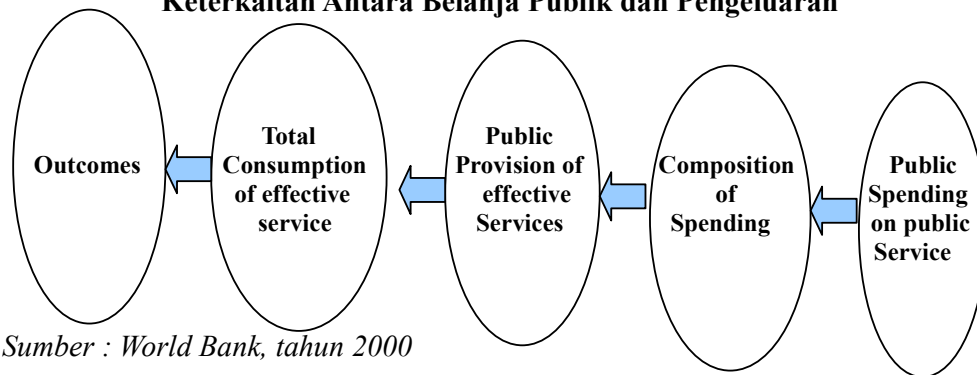 Keterkaitan Antara Belanja Publik dan Pengeluaran
Outcomes
Total
Consumption
of effective
service
Public
Provision of
effective
Services
Composition
of
Spending
Public
Spending
on public
Service
Sumber : World Bank, tahun 2000